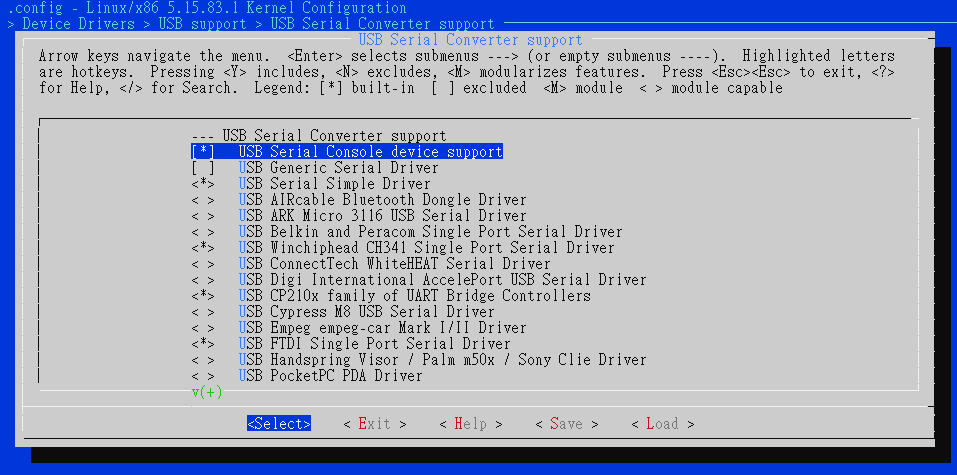 .config - Linux/x86 5.15.83.1 Kernel Configuration
> Device Drivers > USB support > USB Serial Converter support
USB Serial Converter support
Arrow keys navigate the menu. <Enter> selects submenus ---> (or empty submenus ----). Highlighted letters
are hotkeys. Pressing <Y> includes, <N> excludes, <M> modularizes features. Press <Esc><Esc> to exit, <?>
for Help, </> for Search. Legend: [*] built-in [ ] excluded <M> module < > module capable
--- USB Serial Converter support
[*] USB Serial Console device support
[ ] USB Generic Serial Driver
<*> USB Serial Simple Driver
< > USB AIRcable Bluetooth Dongle Driver
< > USB ARK Micro 3116 USB Serial Driver
< > USB Belkin and Peracom Single Port Serial Driver
<*> USB Winchiphead CH341 Single Port Serial Driver
< > USB ConnectTech WhiteHEAT Serial Driver
< > USB Digi International AccelePort USB Serial Driver
<*> USB CP210x family of UART Bridge Controllers
< > USB Cypress M8 USB Serial Driver
< > USB Empeg empeg-car Mark I/II Driver
<*> USB FTDI Single Port Serial Driver
< > USB Handspring Visor / Palm m50x / Sony Clie Driver
< > USB PocketPC PDA Driver
v(+)
<Select> < Exit > < Help > < Save > < Load >